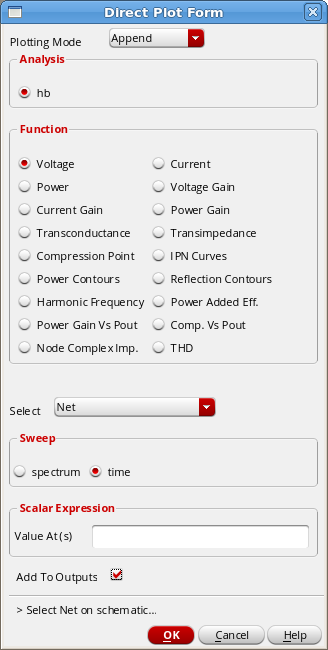 Direct Plot Form
Plotting Mode Append
Analysis
hb
Function
Voltage Current
Power Voltage Gain
Current Gain Power Gain
Transconductance Transimpedance
Compression Point IPN Curves
Power Contours Reflection Contours
Harmonic Frequency Power Added Eff.
Power Gain Vs Pout Comp. Vs Pout
Node Complex Imp. THD
Select Net
Sweep
spectrum time
Scalar Expression
Value At (s)
Add To Outputs
> Select Net on schematic...
OK Cancel Help